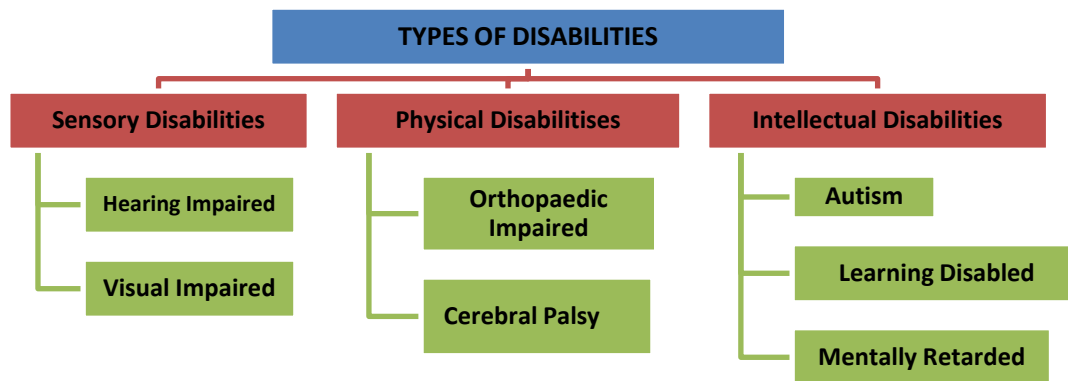 TYPES OF DISABILITIES
Sensory Disabilities
Physical Disabilitises
Intellectual Disabilities
Hearing Impaired
Visual Impaired
Orthopaedic
Impaired
Cerebral Palsy
Autism
Learning Disabled
Mentally Retarded